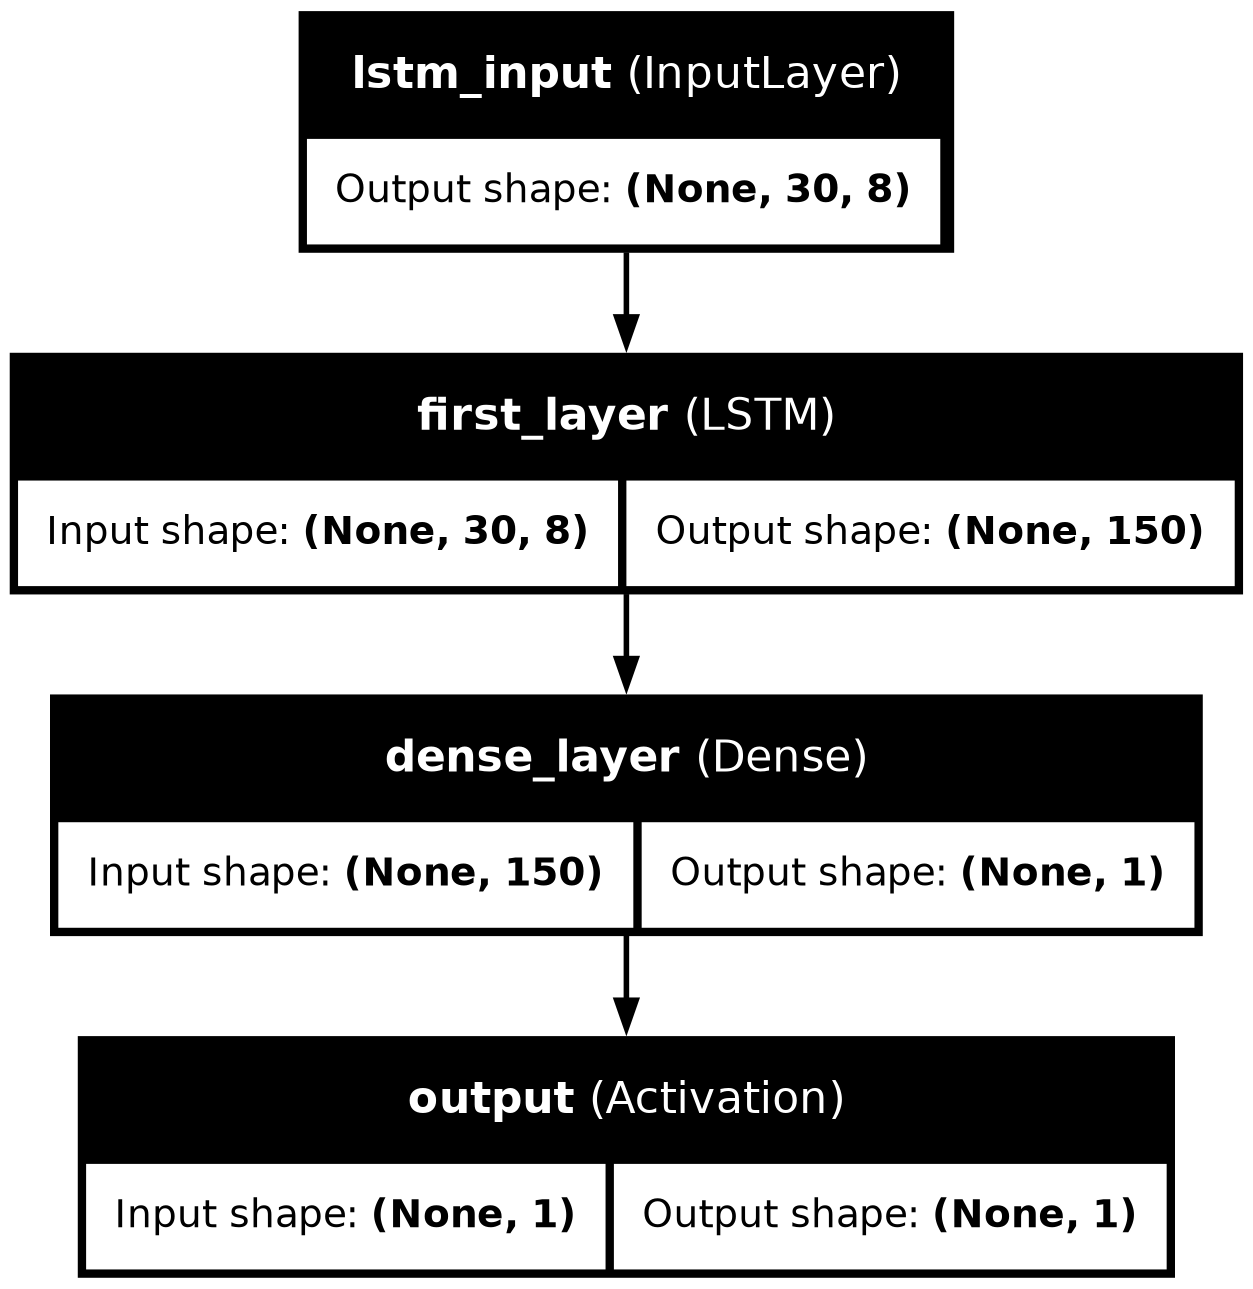 lstm_input (InputLayer)
Output shape: (None, 30, 8)
first_layer (LSTM)
Input shape: (None, 30, 8) Output shape: (None, 150)
dense_layer (Dense)
Input shape: (None, 150) Output shape: (None, 1)
output (Activation)
Input shape: (None, 1) Output shape: (None, 1)